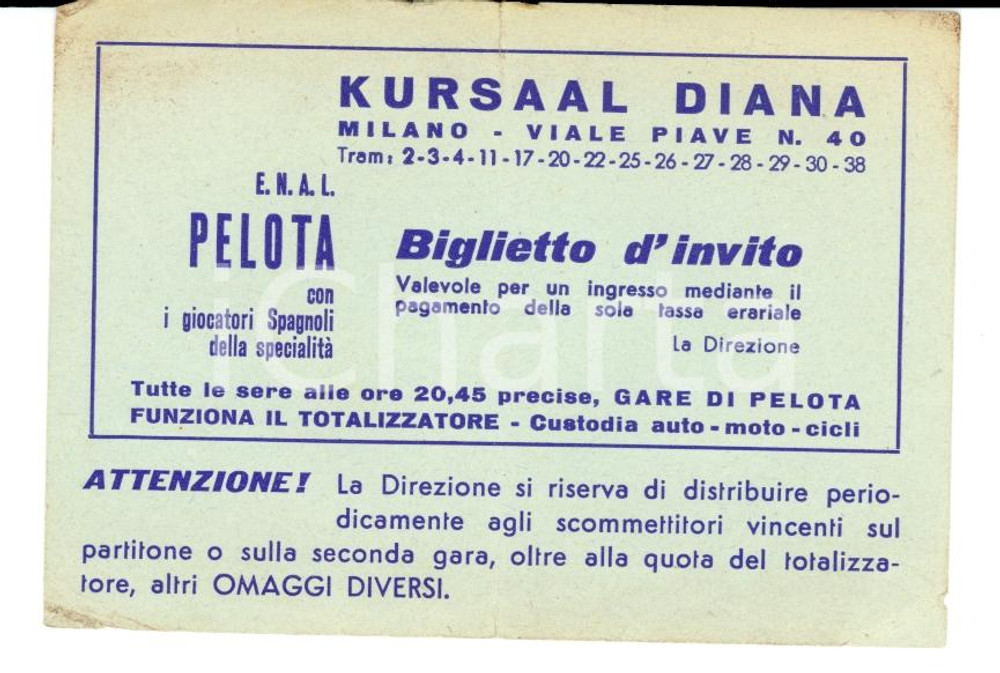 KURSAAL DIANA
MILANO - VIALE PIAVE N. 40
Tram: 2-3-4-11-17-20-22-25-26-27-28-29-30-38
E. N. A. L.
PELOTA
con
i giocatori Spagnoli
della specialità
Biglietto d'invito
Valevole per un ingresso mediante il
pagamento della sola tassa erariale
La Direzione
Tutte le sere alle ore 20,45 precise, GARE DI PELOTA
FUNZIONA IL TOTALIZZATORE - Custodia auto - moto - cicli
ATTENZIONE! La Direzione si riserva di distribuire perio-
dicamente agli scommettitori vincenti sul
partitone o sulla seconda gara, oltre alla quota del totalizza-
tore, altri OMAGGI DIVERSI.
iCharta